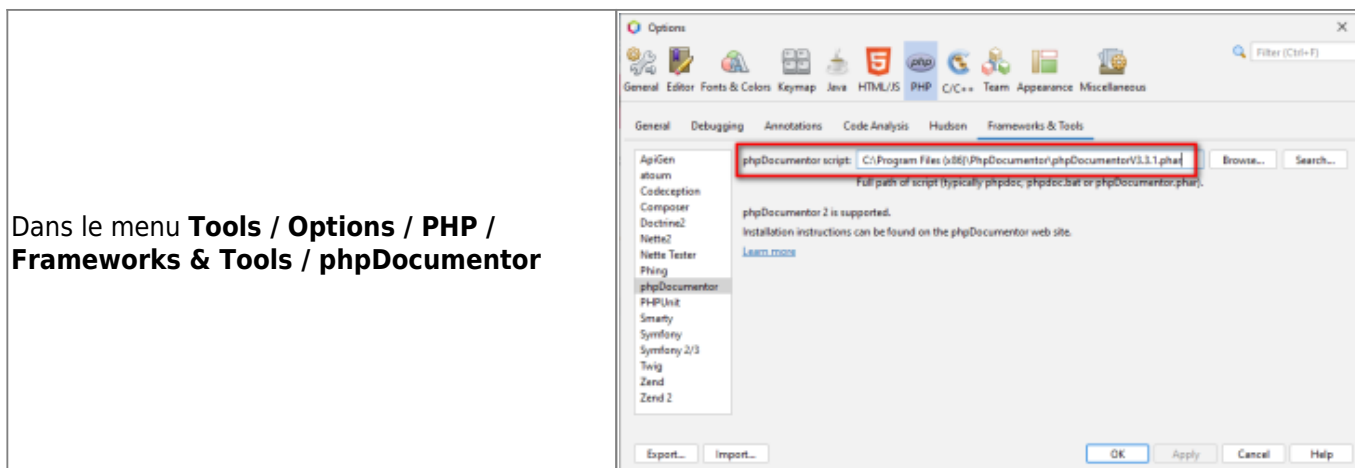 Dans le menu Tools / Options / PHP /
Frameworks & Tools / phpDocumentor
Options
Filter (Ctrl+F)
General Editor Fonts & Colors Keymap Java HTML/JS PHP C/C++ Team Appearance Miscellaneous
General Debugging Annotations Code Analysis Hudson Frameworks & Tools
ApiGen
atoum
Codeception
Composer
Doctrine2
Nette2
Nette Tester
Phing
phpDocumentor
PHPUnit
Smarty
Symfony
Symfony 2/3
Twig
Zend
Zend 2
phpDocumentor script: C:\Program Files (x86)\PhpDocumentor\phpDocumentorV3.3.1.phar Browse... Search...
Full path of script (typically phpdoc, phpdoc.bat or phpDocumentor.phar).
phpDocumentor 2 is supported.
Installation instructions can be found on the phpDocumentor web site.
Learn more
Export... Import... OK Apply Cancel Help